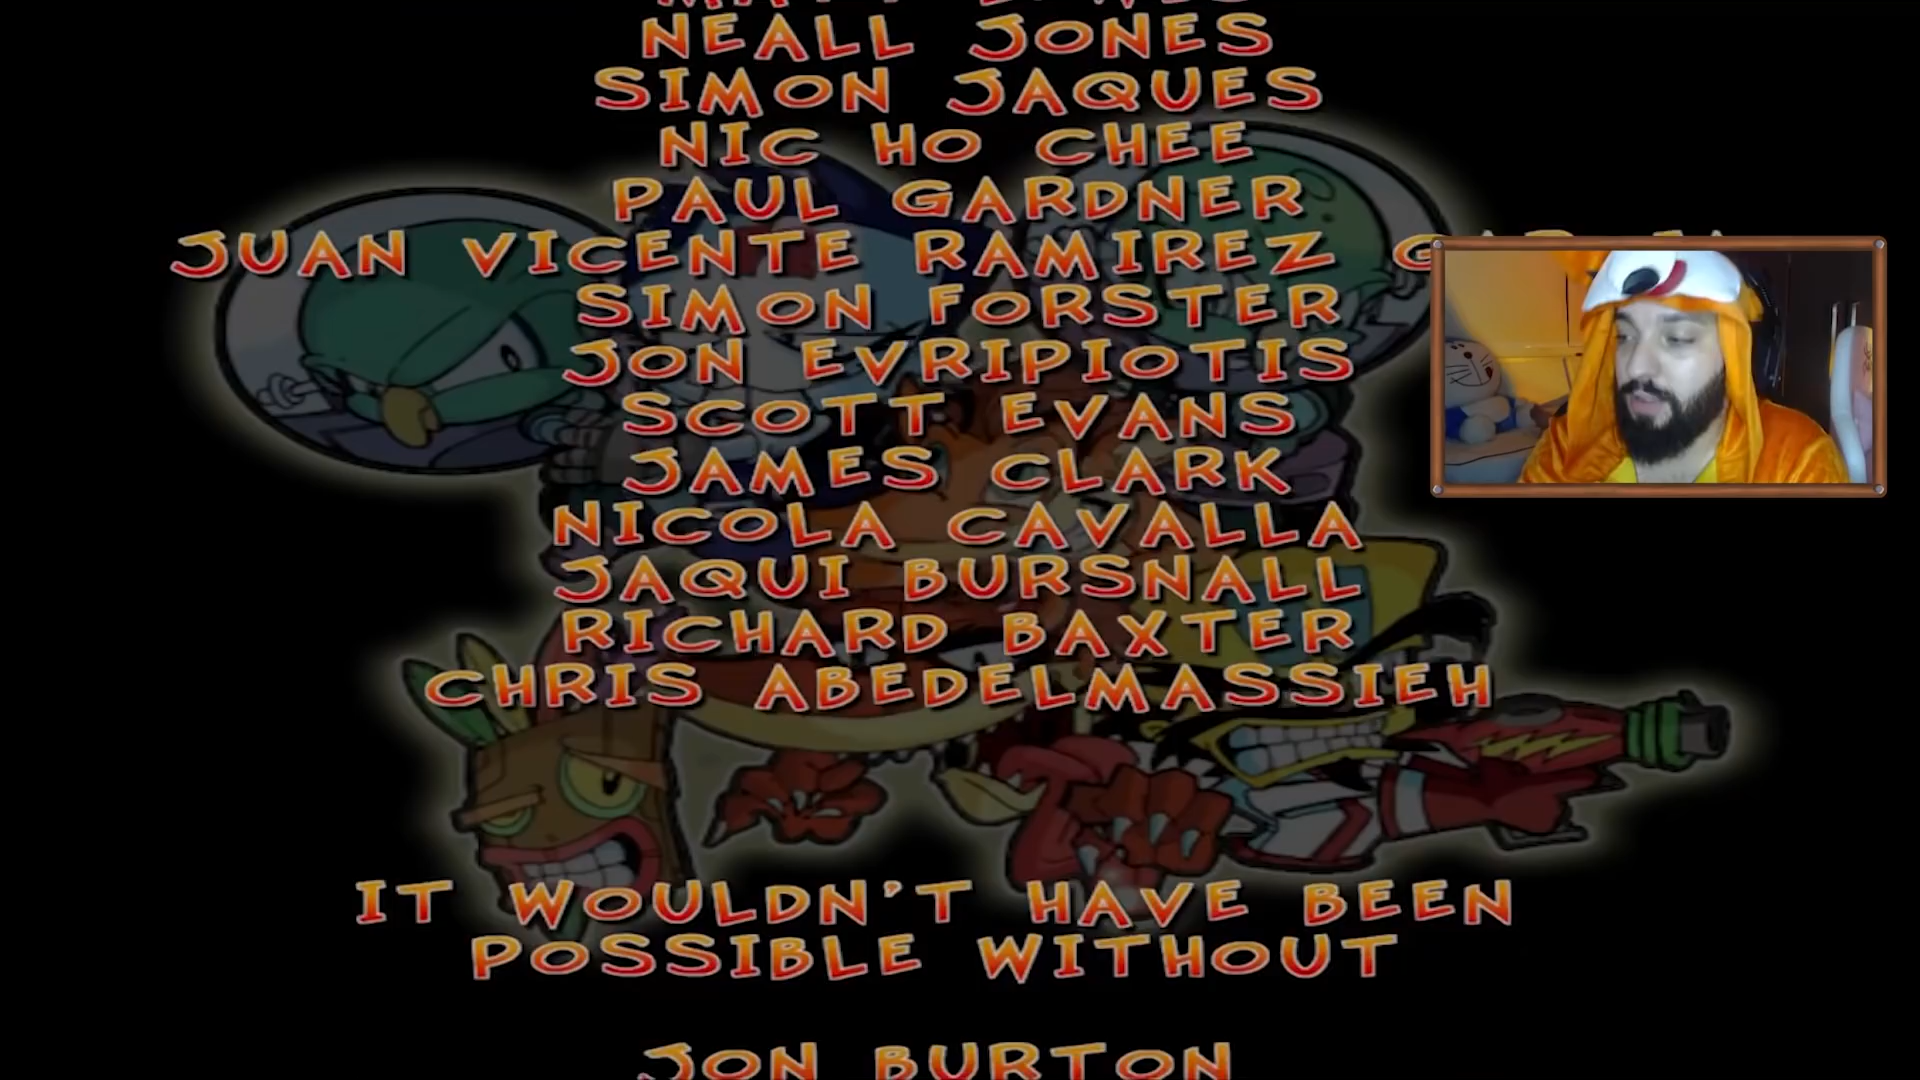 NEALL JONES
SIMON JAQUES
NIC HO CHEE
PAUL GARDNER
JUAN VICENTE RAMIREZ
SIMON FORSTER
JON EVRIPIOTIS
SCOTT EVANS
JAMES CLARK
NICOLA CAVALLA
JAQUI BURSNALL
RICHARD BAXTER
CHRIS ABEDELMASSIEH
IT WOULDN'T HAVE BEEN
POSSIBLE WITHOUT
JON BURTON